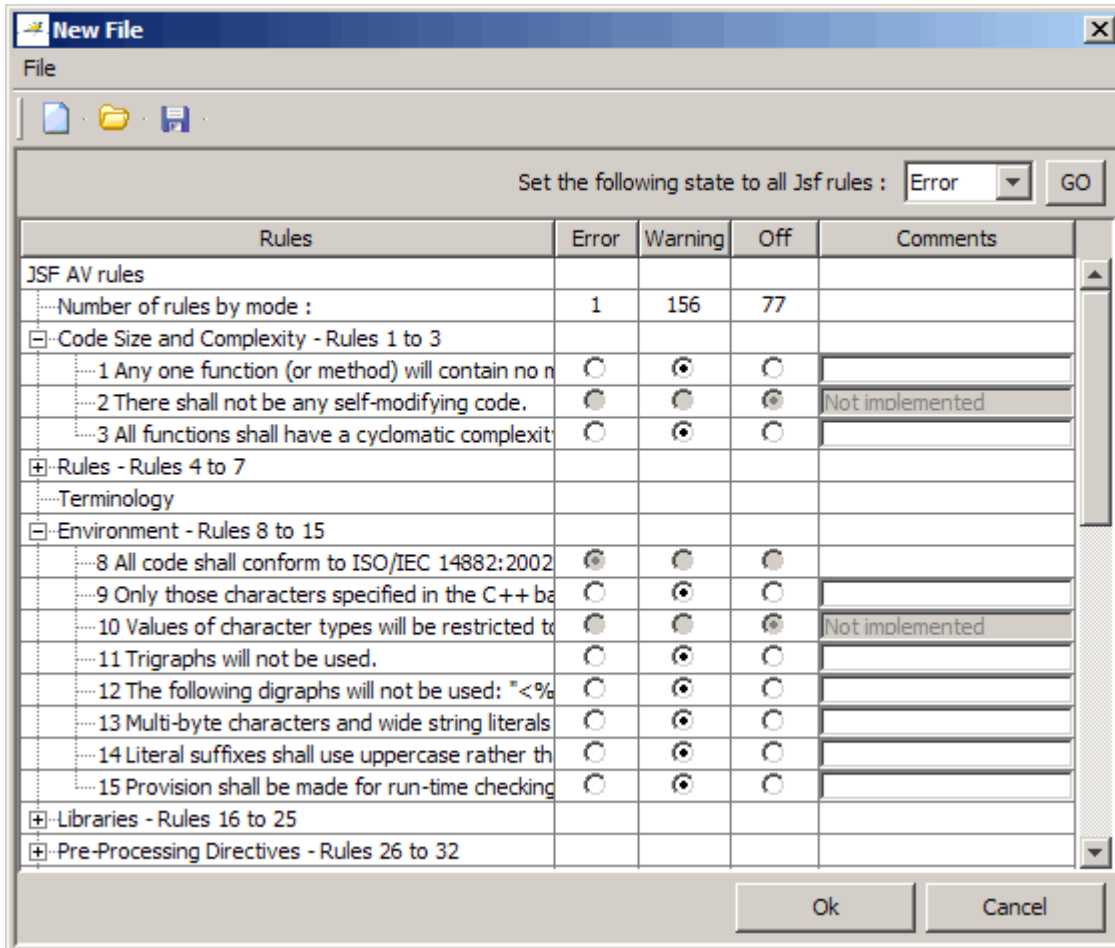 New File
File
Set the following state to all Jsf rules : Error GO
Rules Error Warning Off Comments
JSF AV rules
Number of rules by mode : 1 156 77
Code Size and Complexity - Rules 1 to 3
1 Any one function (or method) will contain no m
2 There shall not be any self-modifying code. Not implemented
3 All functions shall have a cyclomatic complexit
Rules - Rules 4 to 7
Terminology
Environment - Rules 8 to 15
8 All code shall conform to ISO/IEC 14882:2002
9 Only those characters specified in the C++ ba
10 Values of character types will be restricted to Not implemented
11 Trigraphs will not be used.
12 The following digraphs will not be used: "<%
13 Multi-byte characters and wide string literals
14 Literal suffixes shall use uppercase rather tha
15 Provision shall be made for run-time checking
Libraries - Rules 16 to 25
Pre-Processing Directives - Rules 26 to 32
Ok Cancel